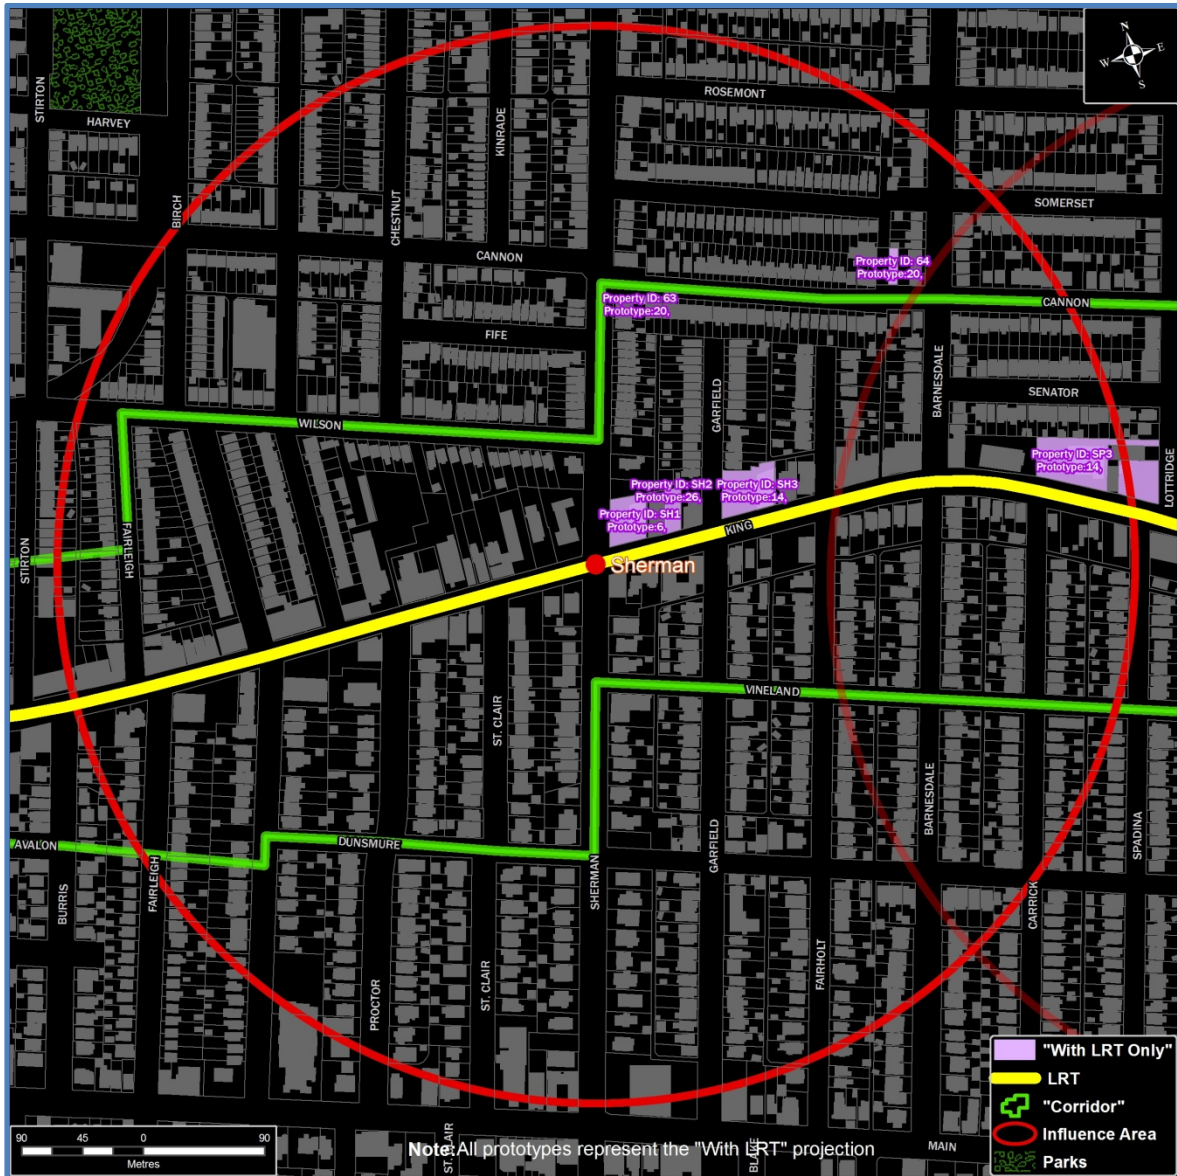 N
W
E
S
STIRTON
HARVEY
BIRCH
CHESTNUT
KINRADE
ROSEMONT
SOMERSET
CANNON
Property ID: 64
Prototype:20,
CANNON
Property ID: 63
Prototype:20,
FIFE
GARFIELD
BARNESDALE
SENATOR
WILSON
Property ID: SP3
Prototype:14,
LOTTRIDGE
Property ID: SH2
Prototype:26,
Property ID: SH3
Prototype:14,
Property ID: SH1
Prototype:6,
KING
STIRTON
FAIRLEIGH
Sherman
VINELAND
ST. CLAIR
BARNESDALE
SPADINA
AVALON
DUNSMURE
GARFIELD
BURRIS
FAIRLEIGH
SHERMAN
CARRICK
PROCTOR
ST. CLAIR
FAIRHOLT
ST. CLAIR
BLAKE
MAIN
90 45 0 90
Metres
Note: All prototypes represent the "With LRT" projection
"With LRT Only"
LRT
"Corridor"
Influence Area
Parks